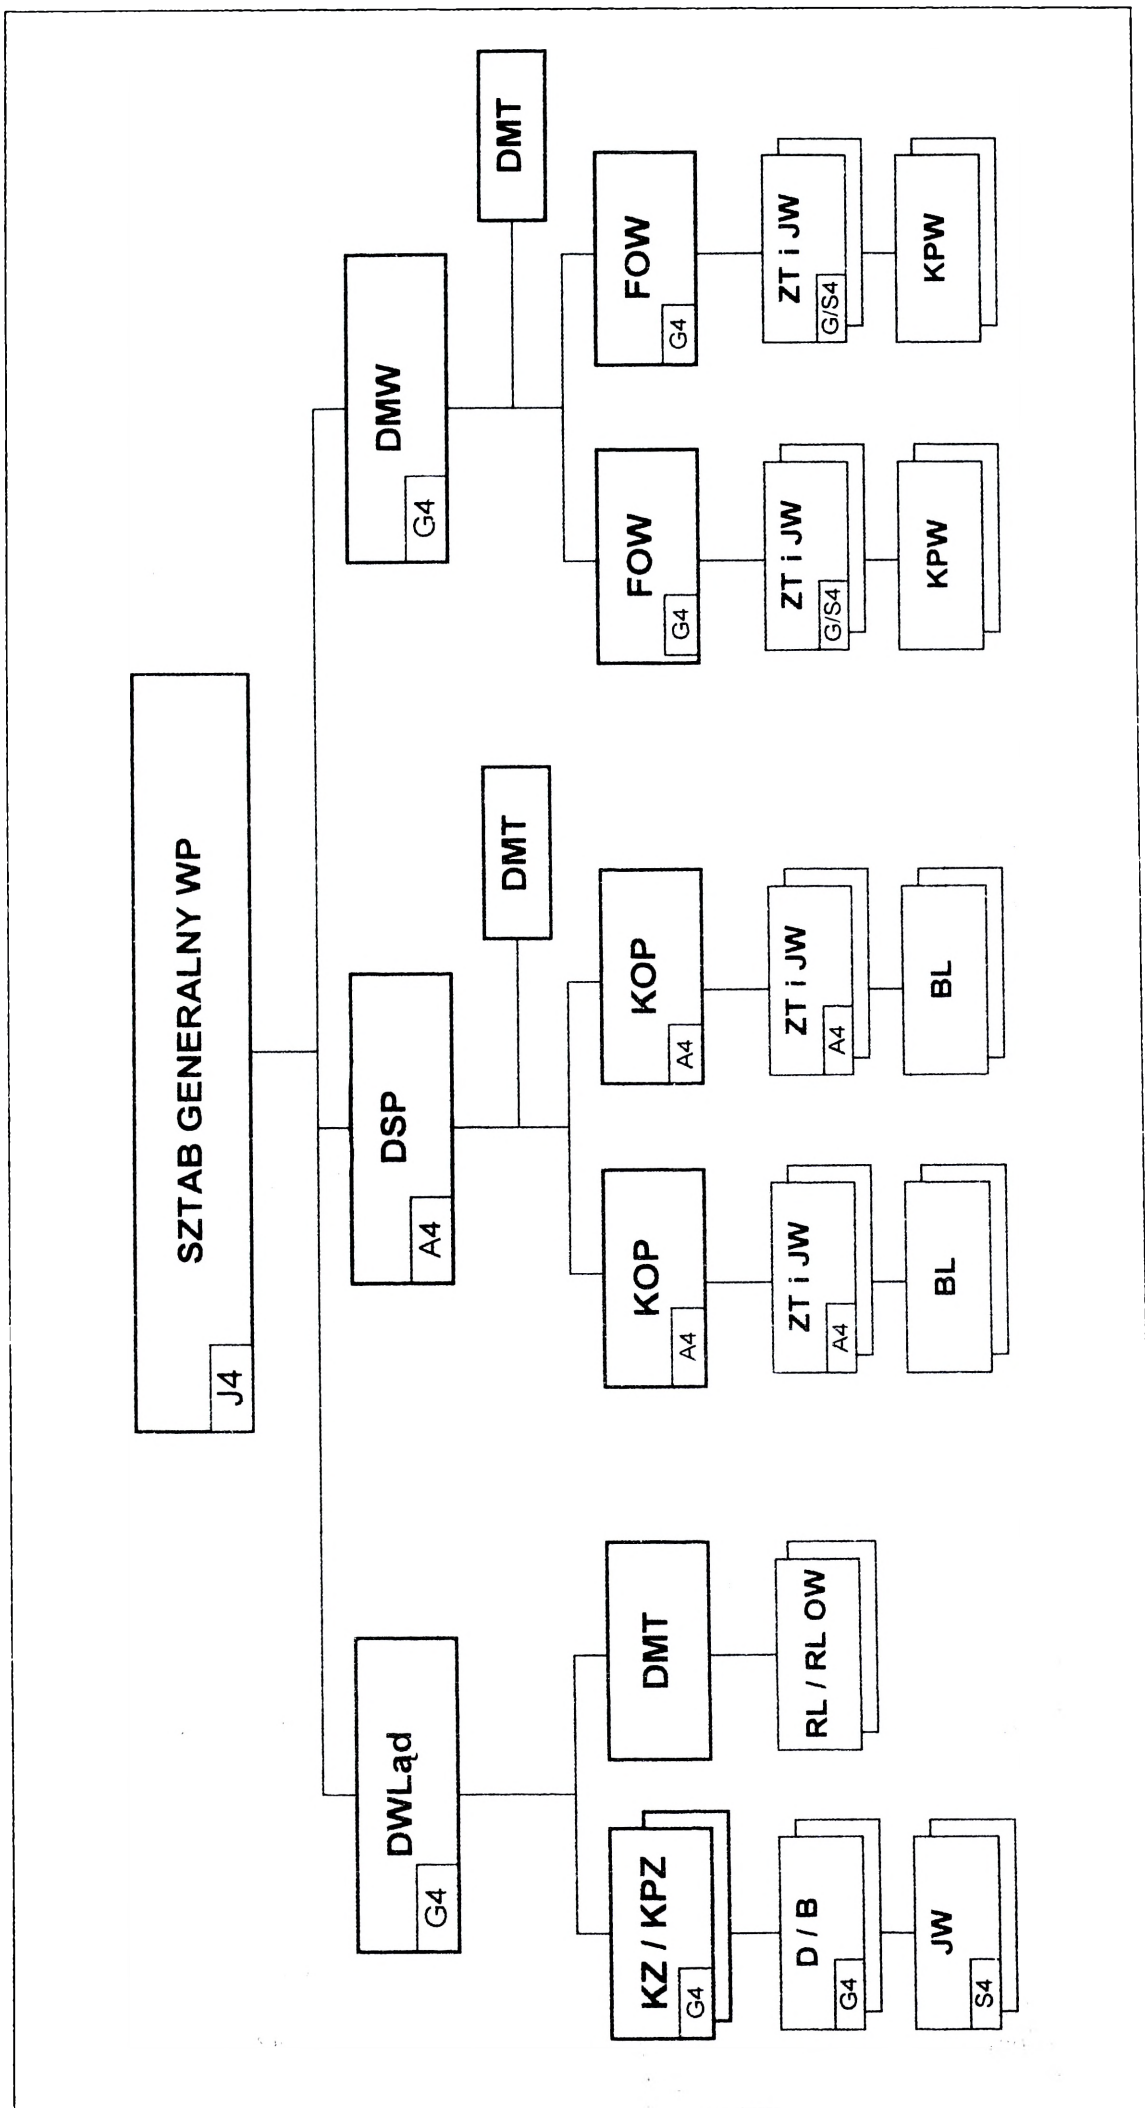 SZTAB GENERALNY WP
J4
DWLąd
G4
DSP
A4
DMW
G4
DMT
DMT
KZ / KPZ
G4
DMT
KOP
A4
KOP
A4
FOW
G4
FOW
G4
D / B
G4
RL / RL OW
ZT i JW
A4
ZT i JW
A4
ZT i JW
G/S4
ZT i JW
G/S4
JW
S4
BL
BL
KPW
KPW